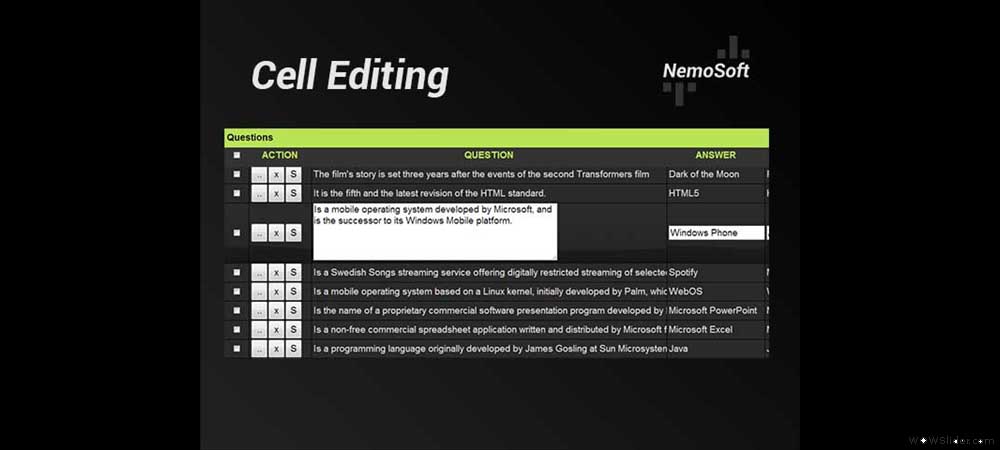 Cell Editing
NemoSoft
Questions
ACTION QUESTION ANSWER
.. x S The film's story is set three years after the events of the second Transformers film Dark of the Moon
.. x S It is the fifth and the latest revision of the HTML standard. HTML5
Is a mobile operating system developed by Microsoft, and
is the successor to its Windows Mobile platform.
.. x S Windows Phone
.. x S Is a Swedish Songs streaming service offering digitally restricted streaming of selecte Spotify
.. x S Is a mobile operating system based on a Linux kernel, initially developed by Palm, whic WebOS
.. x S Is the name of a proprietary commercial software presentation program developed by Microsoft PowerPoint
.. x S Is a non-free commercial spreadsheet application written and distributed by Microsoft f Microsoft Excel
.. x S Is a programming language originally developed by James Gosling at Sun Microsystem Java
WOWSlider.com